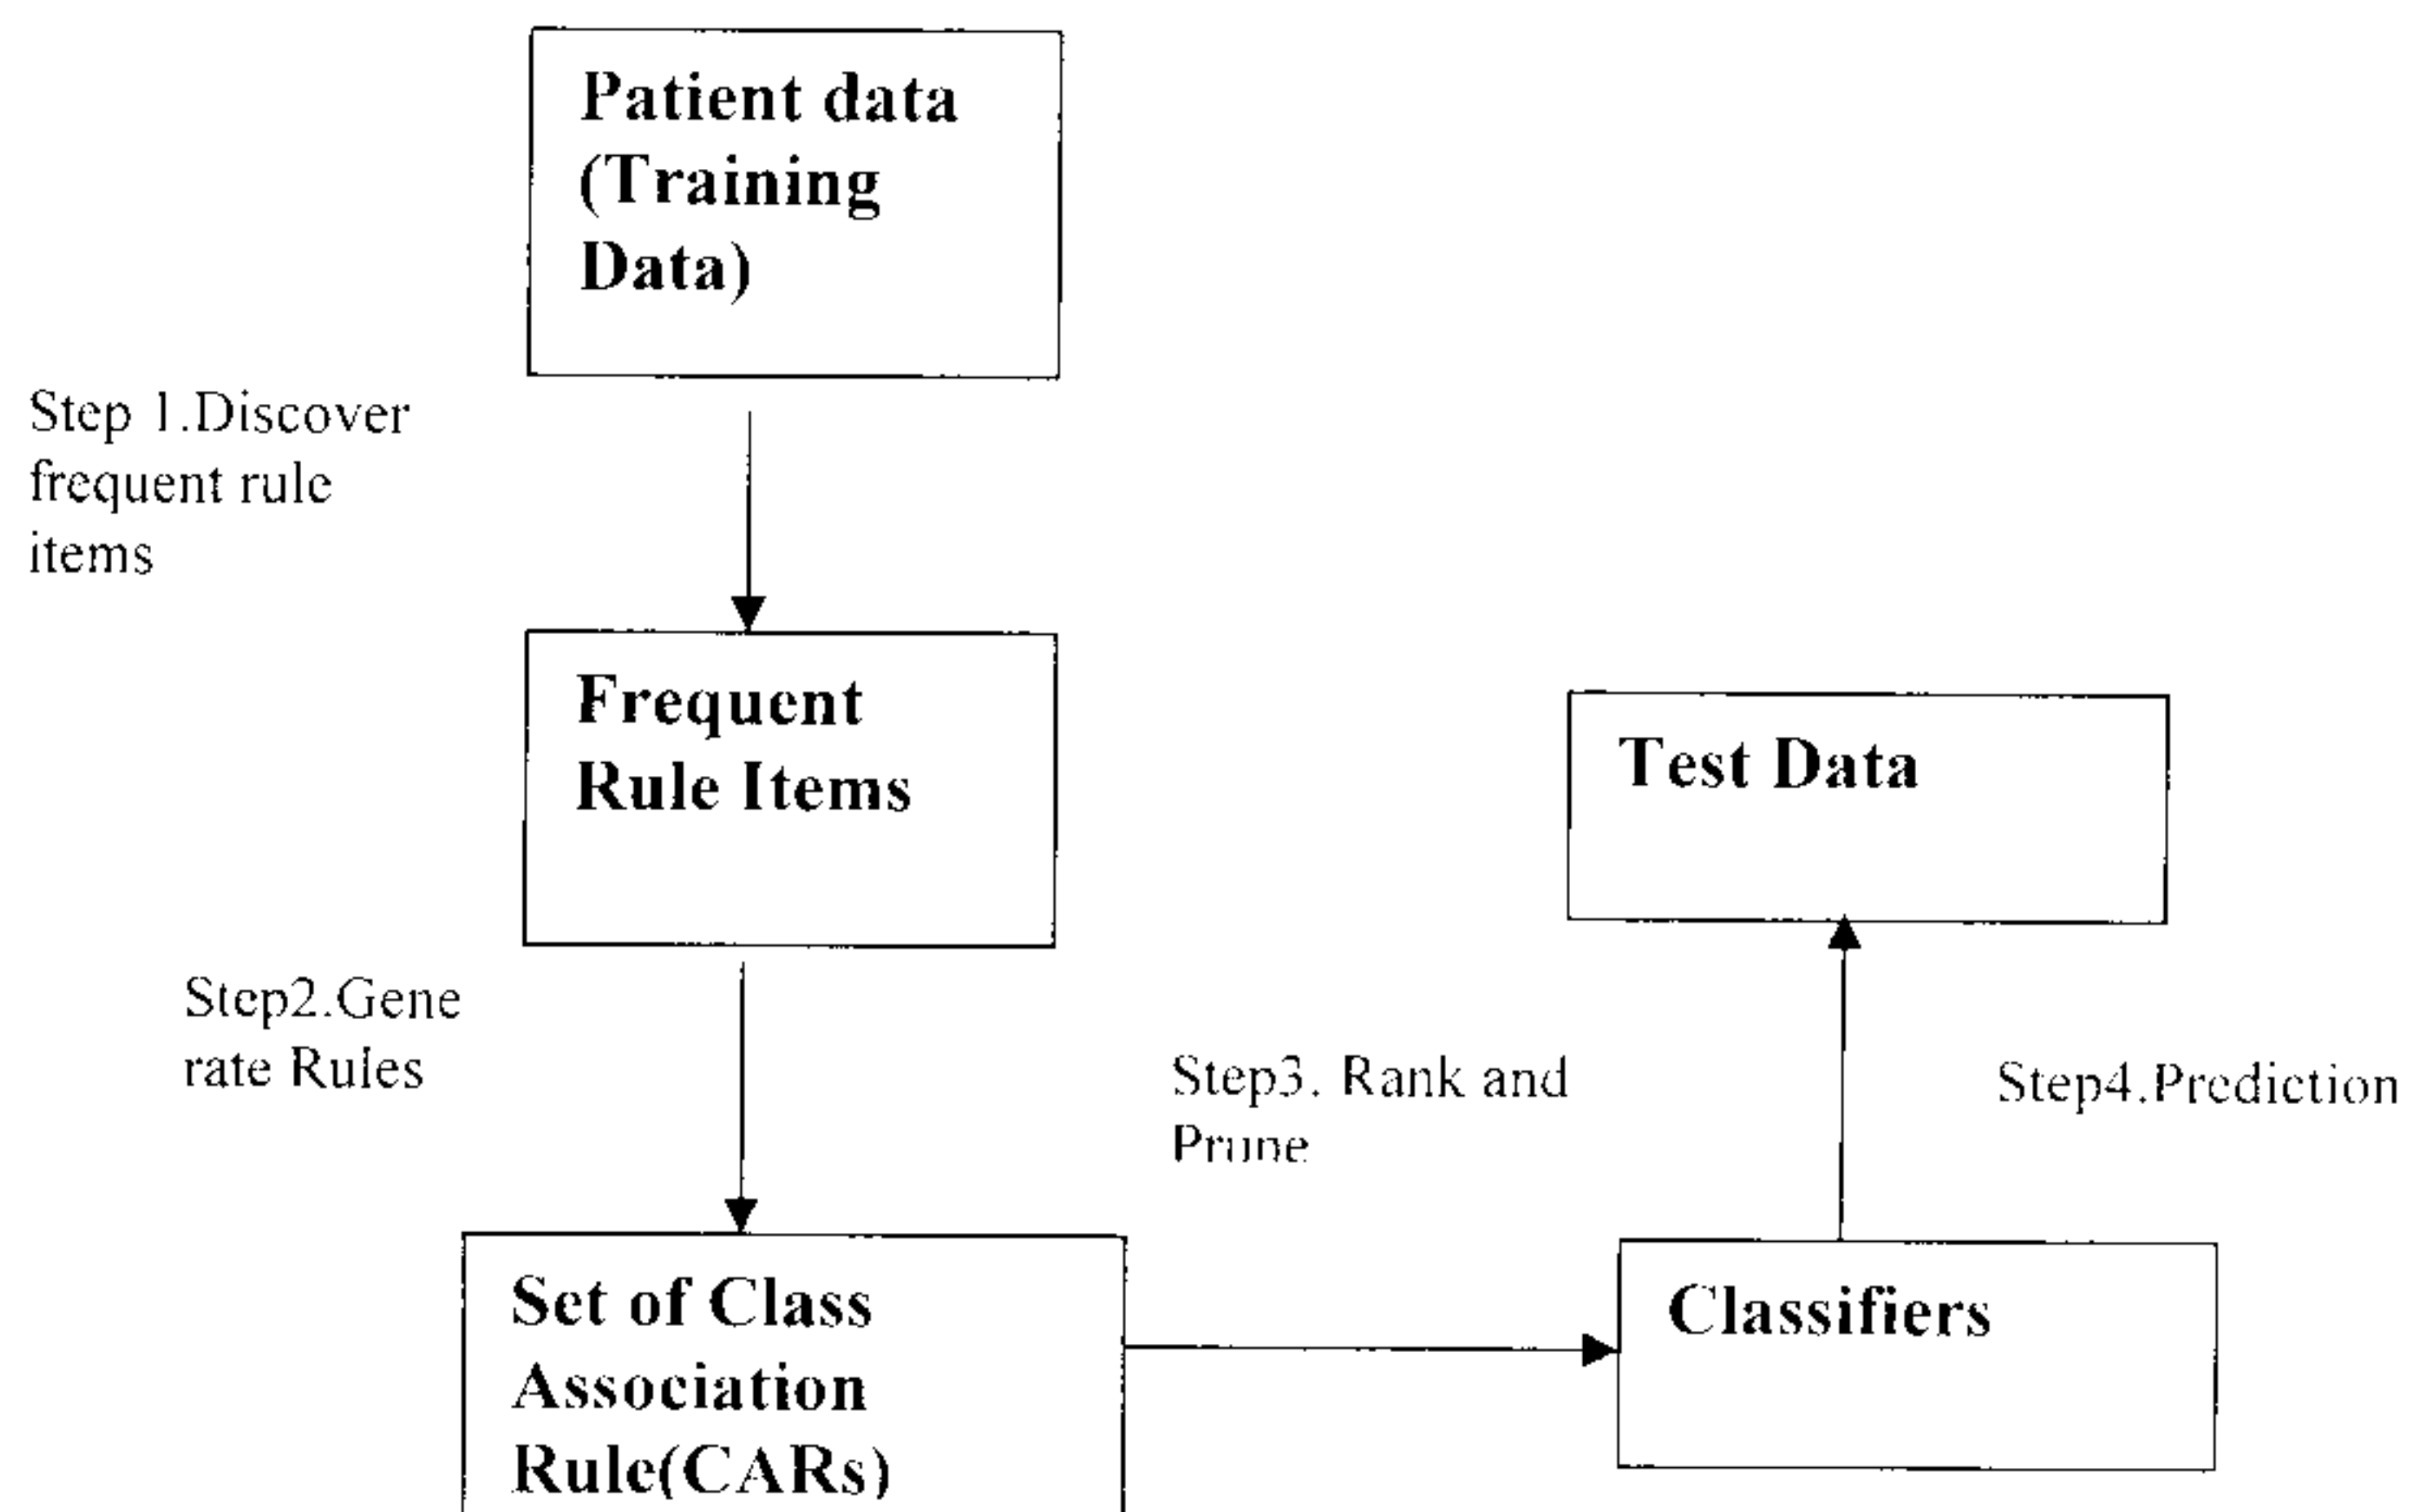 Patient data
(Training
Data)
Step 1.Discover
frequent rule
items
Frequent
Rule Items
Test Data
Step2.Gene
rate Rules
Step3. Rank and
Prune
Step4.Prediction
Set of Class
Association
Rule(CARs)
Classifiers